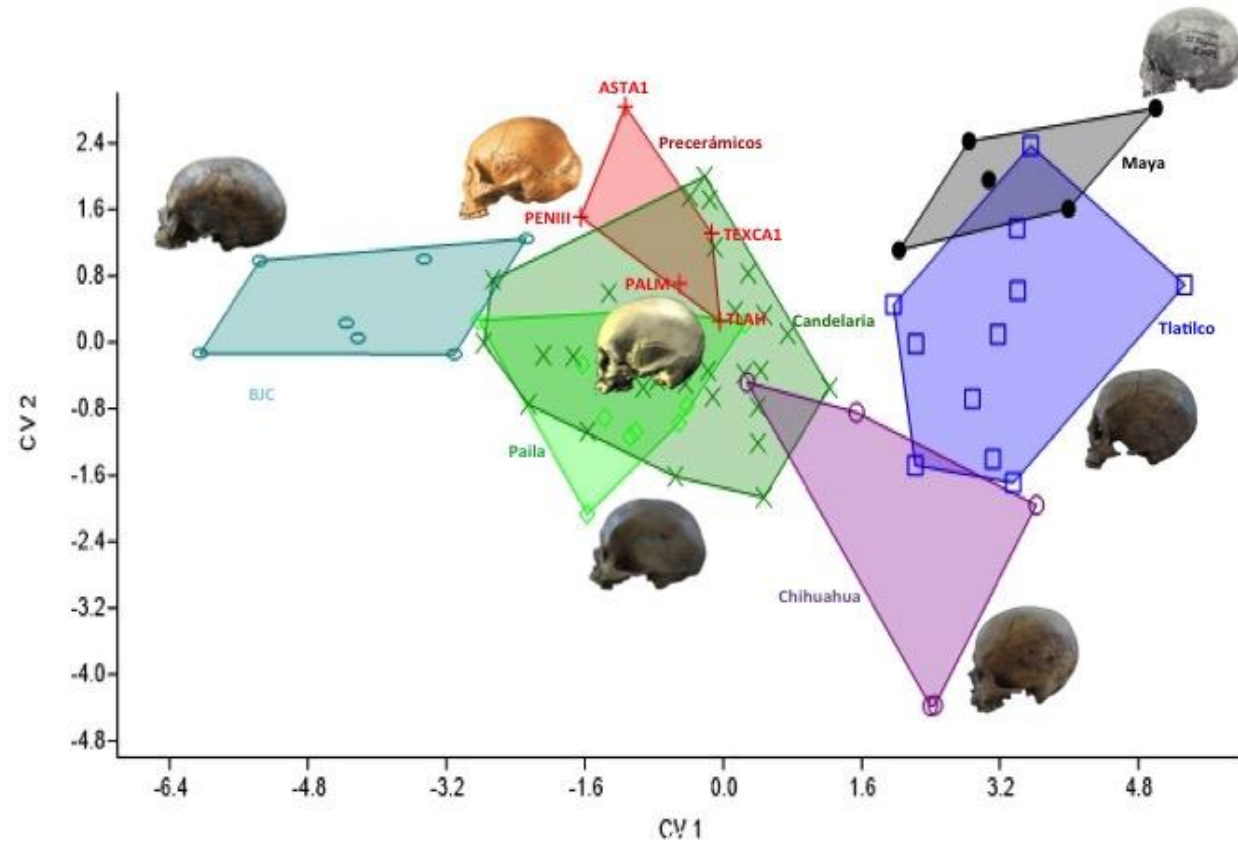 ASTA1
Precerámicos
Maya
PENIII
TEXCA1
PALM
TLAH
Candelaria
Tlatilco
BJC
Paila
Chihuahua
CV 2
2.4
1.6
0.8
0.0
-0.8
-1.6
-2.4
-3.2
-4.0
-4.8
-6.4
-4.8
-3.2
-1.6
0.0
1.6
3.2
4.8
CV 1